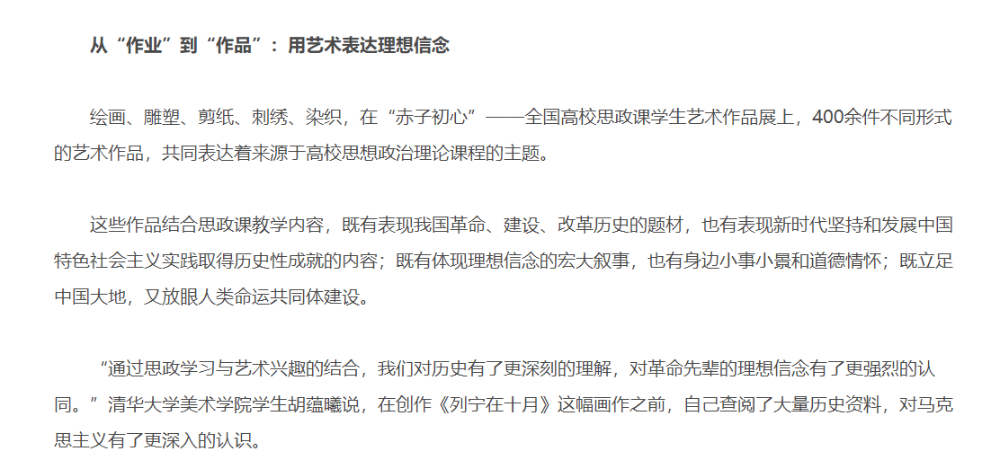 从“作业”到“作品”：用艺术表达理想信念
绘画、雕塑、剪纸、刺绣、染织，在“赤子初心”——全国高校思政课学生艺术作品展上，400余件不同形式
的艺术作品，共同表达着来源于高校思想政治理论课程的主题。
这些作品结合思政课教学内容，既有表现我国革命、建设、改革历史的题材，也有表现新时代坚持和发展中国
特色社会主义实践取得历史性成就的内容；既有体现理想信念的宏大叙事，也有身边小事小景和道德情怀；既立足
中国大地，又放眼人类命运共同体建设。
“通过思政学习与艺术兴趣的结合，我们对历史有了更深刻的理解，对革命先辈的理想信念有了更强烈的认
同。”清华大学美术学院学生胡蕴曦说，在创作《列宁在十月》这幅画作之前，自己查阅了大量历史资料，对马克
思主义有了更深入的认识。